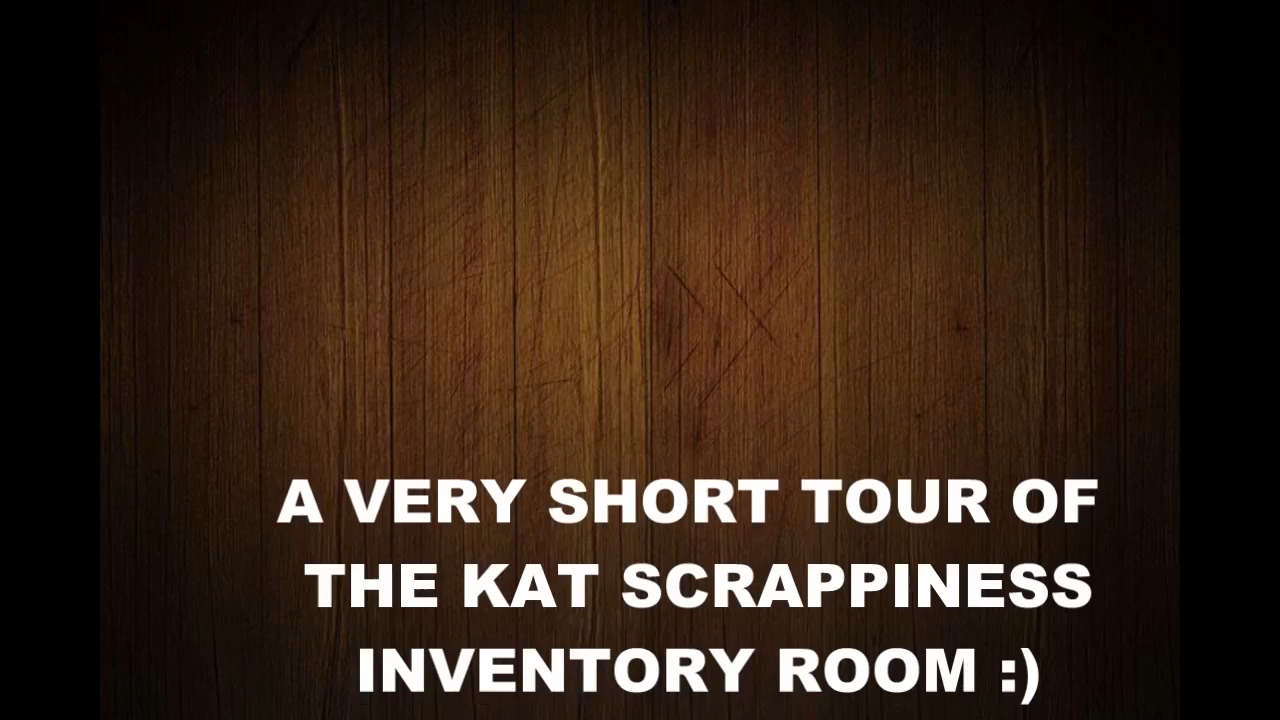 A VERY SHORT TOUR OF
THE KAT SCRAPPINESS
INVENTORY ROOM :)